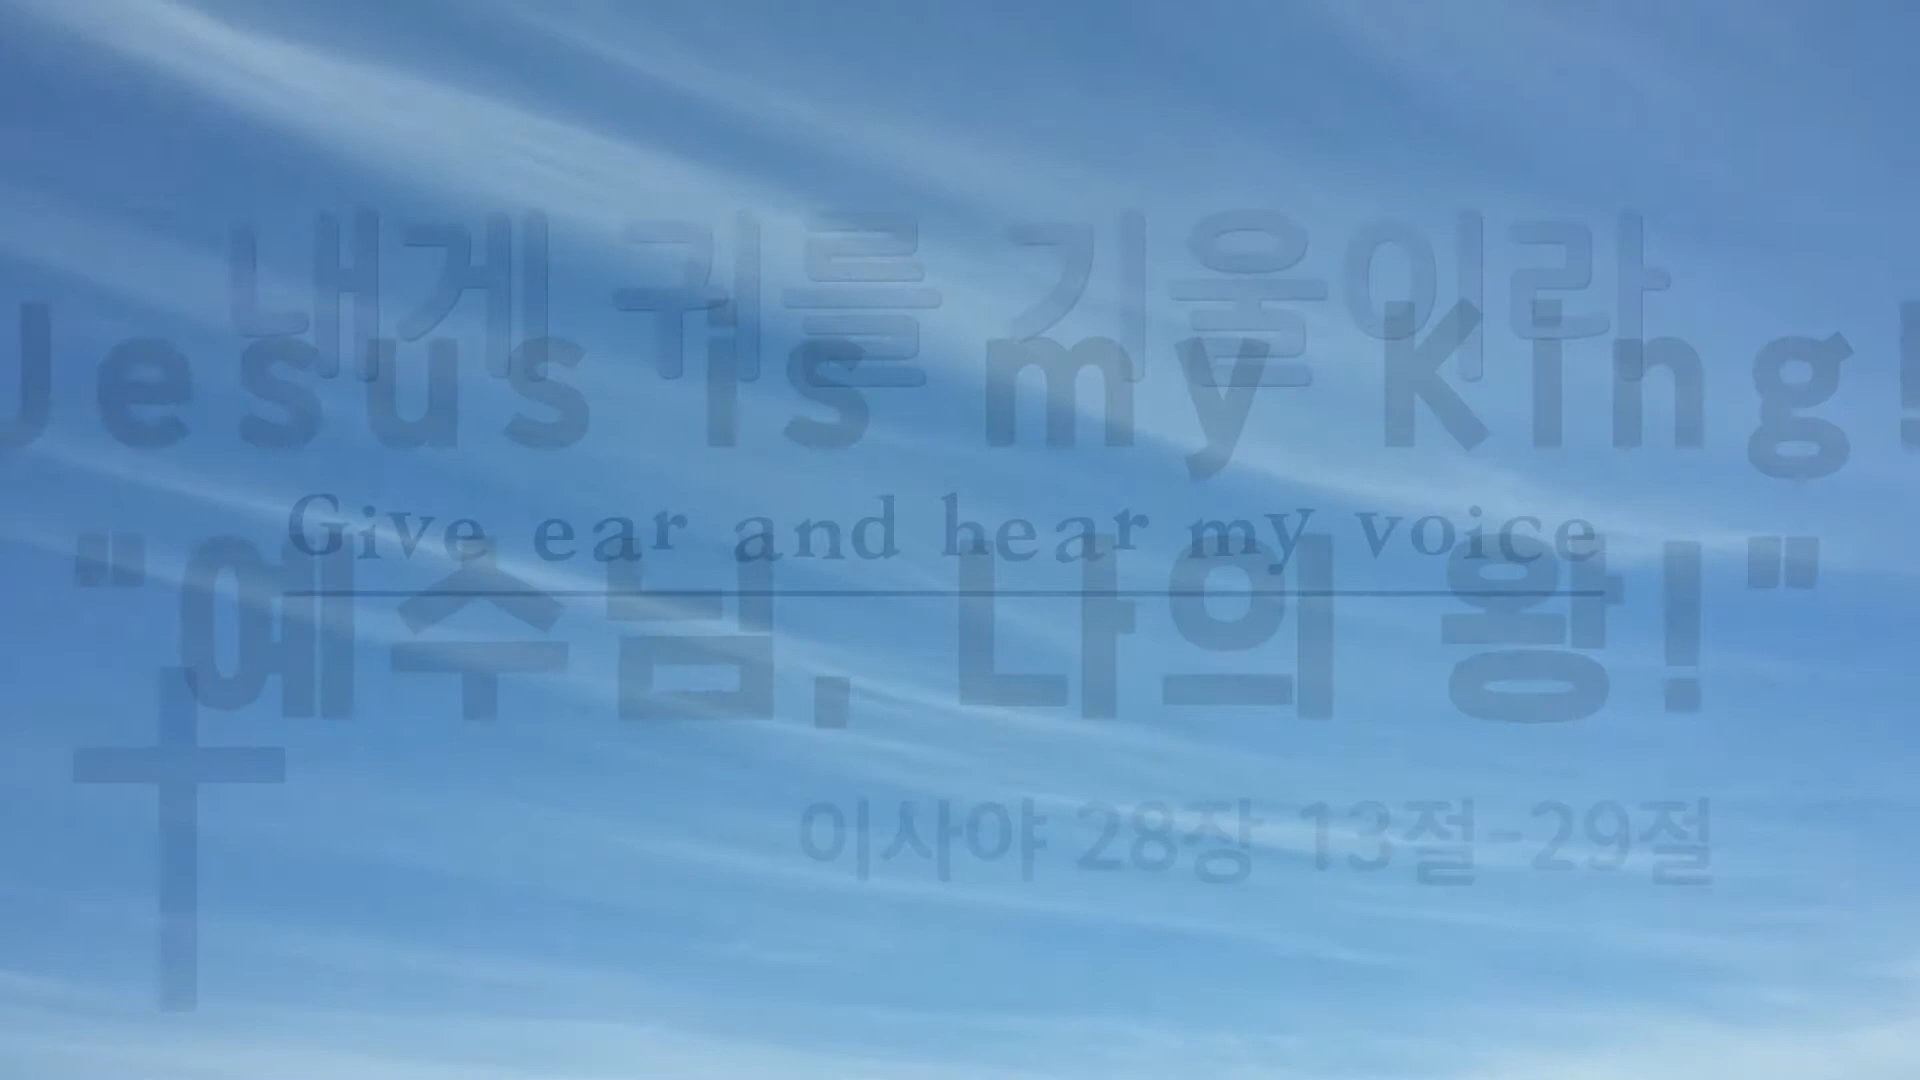 내게 귀를 기울이라
Jesus is my King!
Give ear and hear my voice
"예수님, 나의 왕!"
이사야 28장 13절-29절